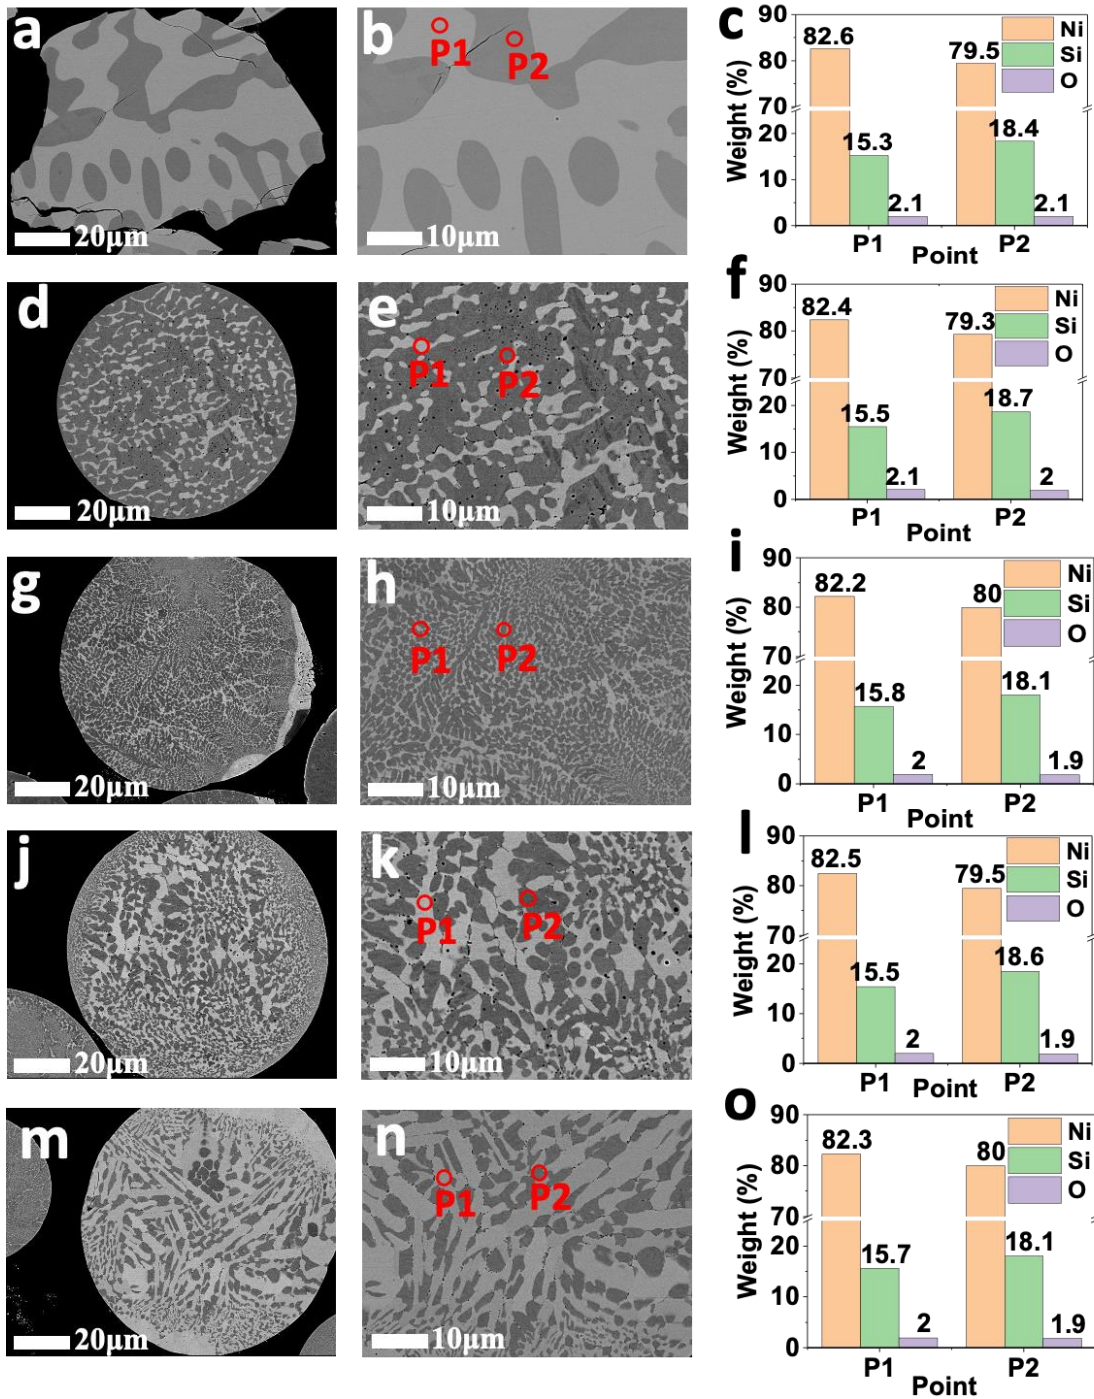 a
20μm
b
P1
P2
10μm
c
Weight (%)
90
80
70
20
10
0
82.6
15.3
2.1
79.5
18.4
2.1
Ni
Si
O
P1
P2
Point
d
20μm
e
P1
P2
10μm
f
Weight (%)
90
80
70
20
10
0
82.4
15.5
2.1
79.3
18.7
2
Ni
Si
O
P1
P2
Point
g
20μm
h
P1
P2
10μm
i
Weight (%)
90
80
70
20
10
0
82.2
15.8
2
80
18.1
1.9
Ni
Si
O
P1
P2
Point
j
20μm
k
P1
P2
10μm
l
Weight (%)
90
80
70
20
10
0
82.5
15.5
2
79.5
18.6
1.9
Ni
Si
O
P1
P2
Point
m
20μm
n
P1
P2
10μm
o
Weight (%)
90
80
70
20
10
0
82.3
15.7
2
80
18.1
1.9
Ni
Si
O
P1
P2
Point